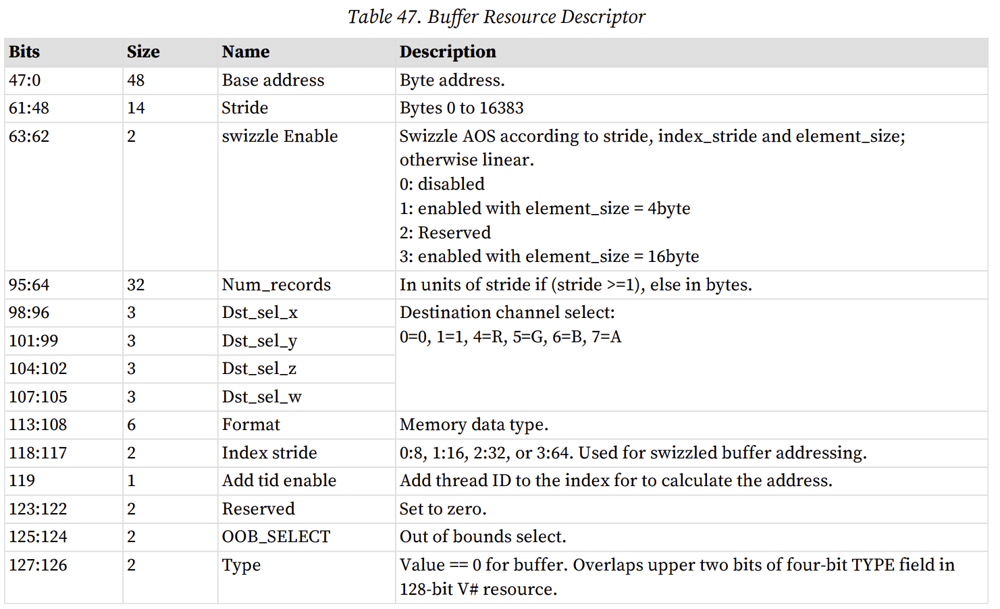 Table 47. Buffer Resource Descriptor
Bits Size Name Description
47:0 48 Base address Byte address.
61:48 14 Stride Bytes 0 to 16383
63:62 2 swizzle Enable Swizzle AOS according to stride, index_stride and element_size;
otherwise linear.
0: disabled
1: enabled with element_size = 4byte
2: Reserved
3: enabled with element_size = 16byte
95:64 32 Num_records In units of stride if (stride >=1), else in bytes.
98:96 3 Dst_sel_x Destination channel select:
0=0, 1=1, 4=R, 5=G, 6=B, 7=A
101:99 3 Dst_sel_y
104:102 3 Dst_sel_z
107:105 3 Dst_sel_w
113:108 6 Format Memory data type.
118:117 2 Index stride 0:8, 1:16, 2:32, or 3:64. Used for swizzled buffer addressing.
119 1 Add tid enable Add thread ID to the index for to calculate the address.
123:122 2 Reserved Set to zero.
125:124 2 OOB_SELECT Out of bounds select.
127:126 2 Type Value == 0 for buffer. Overlaps upper two bits of four-bit TYPE field in
128-bit V# resource.